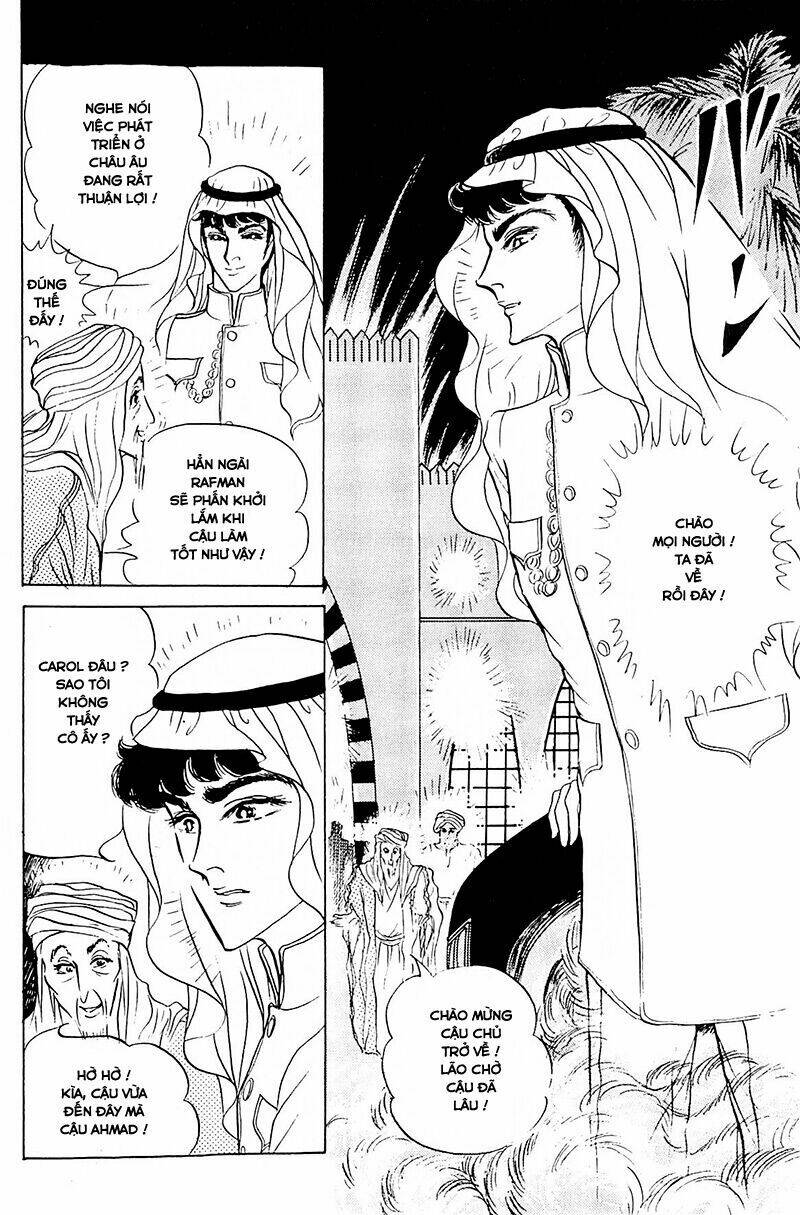 CHÀO
MỌI NGƯỜI !
TA ĐÃ
VỀ
RỒI ĐÂY !
CHÀO MỪNG
CẬU CHỦ
TRỞ VỀ !
LÃO CHỜ
CẬU ĐÃ
LÂU !
NGHE NÓI
VIỆC PHÁT
TRIỂN Ở
CHÂU ÂU
ĐANG RẤT
THUẬN LỢI !
ĐÚNG
THẾ
ĐẤY !
HẲN NGÀI
RAFMAN
SẼ PHẤN KHỞI
LẮM KHI
CẬU LÀM
TỐT NHƯ VẬY !
CAROL ĐÂU ?
SAO TÔI
KHÔNG
THẤY
CÔ ẤY ?
HỜ HỜ !
KÌA, CẬU VỪA
ĐẾN ĐÂY MÀ
CẬU AHMAD !